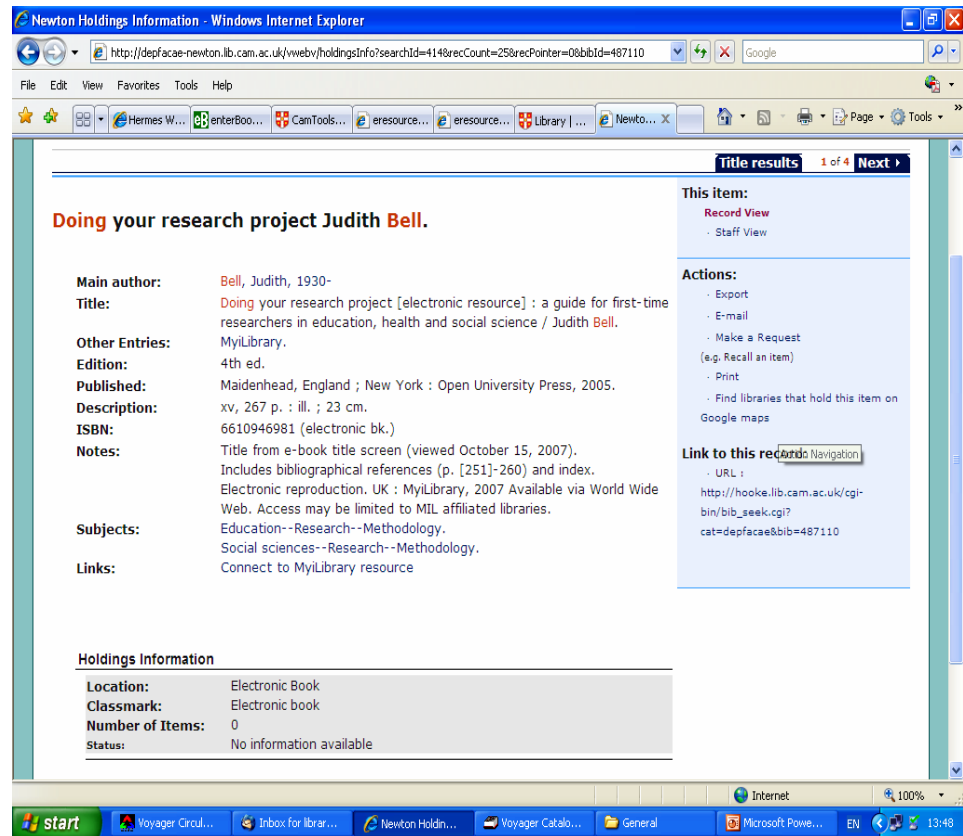 Newton Holdings Information - Windows Internet Explorer
http://depfacae-newton.lib.cam.ac.uk/vwebv/holdingsInfo?searchId=414&recCount=25&recPointer=0&bibId=487110
Google
File Edit View Favorites Tools Help
Hermes W... enterBoo... CamTools... eresource... eresource... Library | ... Newto... X Page Tools
Title results 1 of 4 Next
This item:
Record View
· Staff View
Doing your research project Judith Bell.
Main author: Bell, Judith, 1930-
Title: Doing your research project [electronic resource] : a guide for first-time
researchers in education, health and social science / Judith Bell.
Other Entries: MyiLibrary.
Edition: 4th ed.
Published: Maidenhead, England ; New York : Open University Press, 2005.
Description: xv, 267 p. : ill. ; 23 cm.
ISBN: 6610946981 (electronic bk.)
Notes: Title from e-book title screen (viewed October 15, 2007).
Includes bibliographical references (p. [251]-260) and index.
Electronic reproduction. UK : MyiLibrary, 2007 Available via World Wide
Web. Access may be limited to MIL affiliated libraries.
Subjects: Education--Research--Methodology.
Social sciences--Research--Methodology.
Links: Connect to MyiLibrary resource
Actions:
· Export
· E-mail
· Make a Request
(e.g. Recall an item)
· Print
· Find libraries that hold this item on
Google maps
Link to this Navigation
· URL :
http://hooke.lib.cam.ac.uk/cgi-
bin/bib_seek.cgi?
cat=depfacae&bib=487110
Holdings Information
Location: Electronic Book
Classmark: Electronic book
Number of Items: 0
Status: No information available
Internet 100%
start Voyager Circul... Inbox for librar... Newton Holdin... Voyager Catalo... General Microsoft Powe... EN 13:48